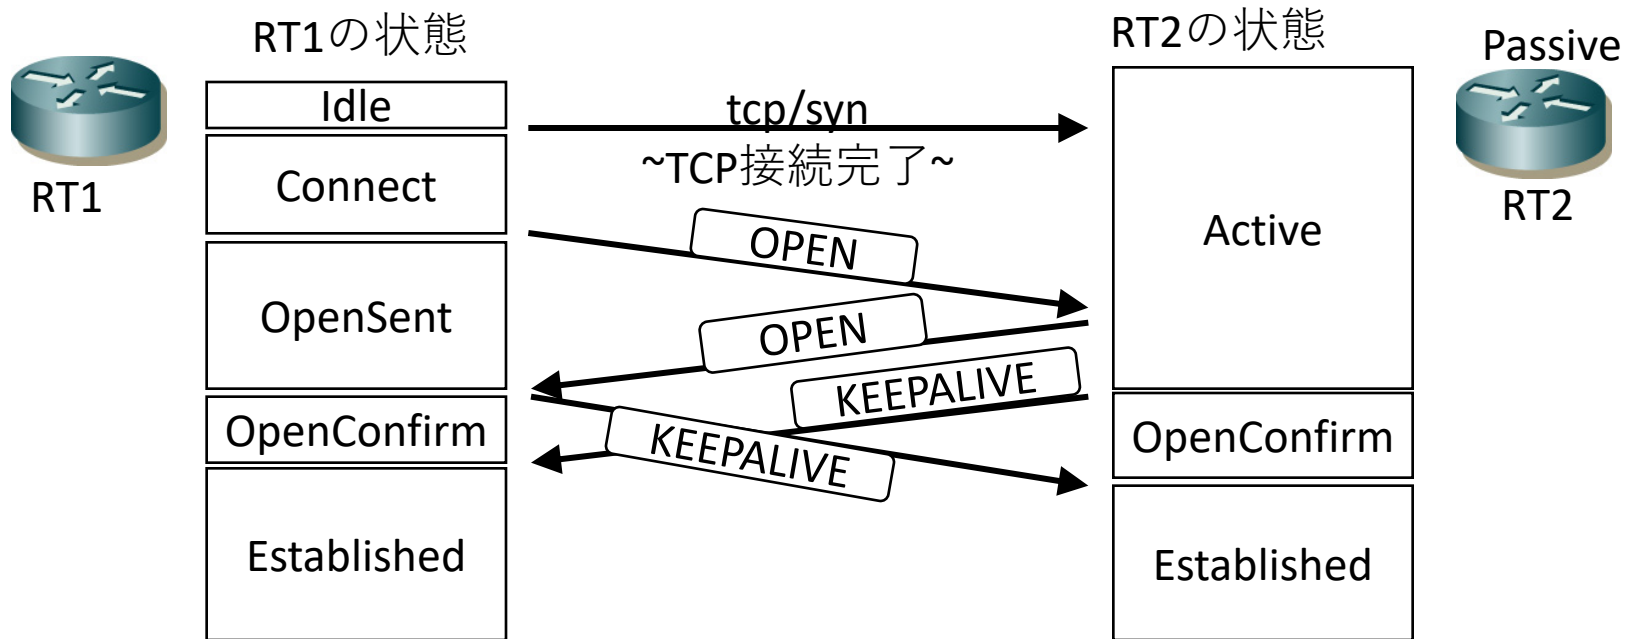 RT1の状態
RT2の状態
Passive
RT1
RT2
Idle
Connect
OpenSent
OpenConfirm
Established
tcp/syn
~TCP接続完了~
OPEN
OPEN
KEEPALIVE
KEEPALIVE
Active
OpenConfirm
Established